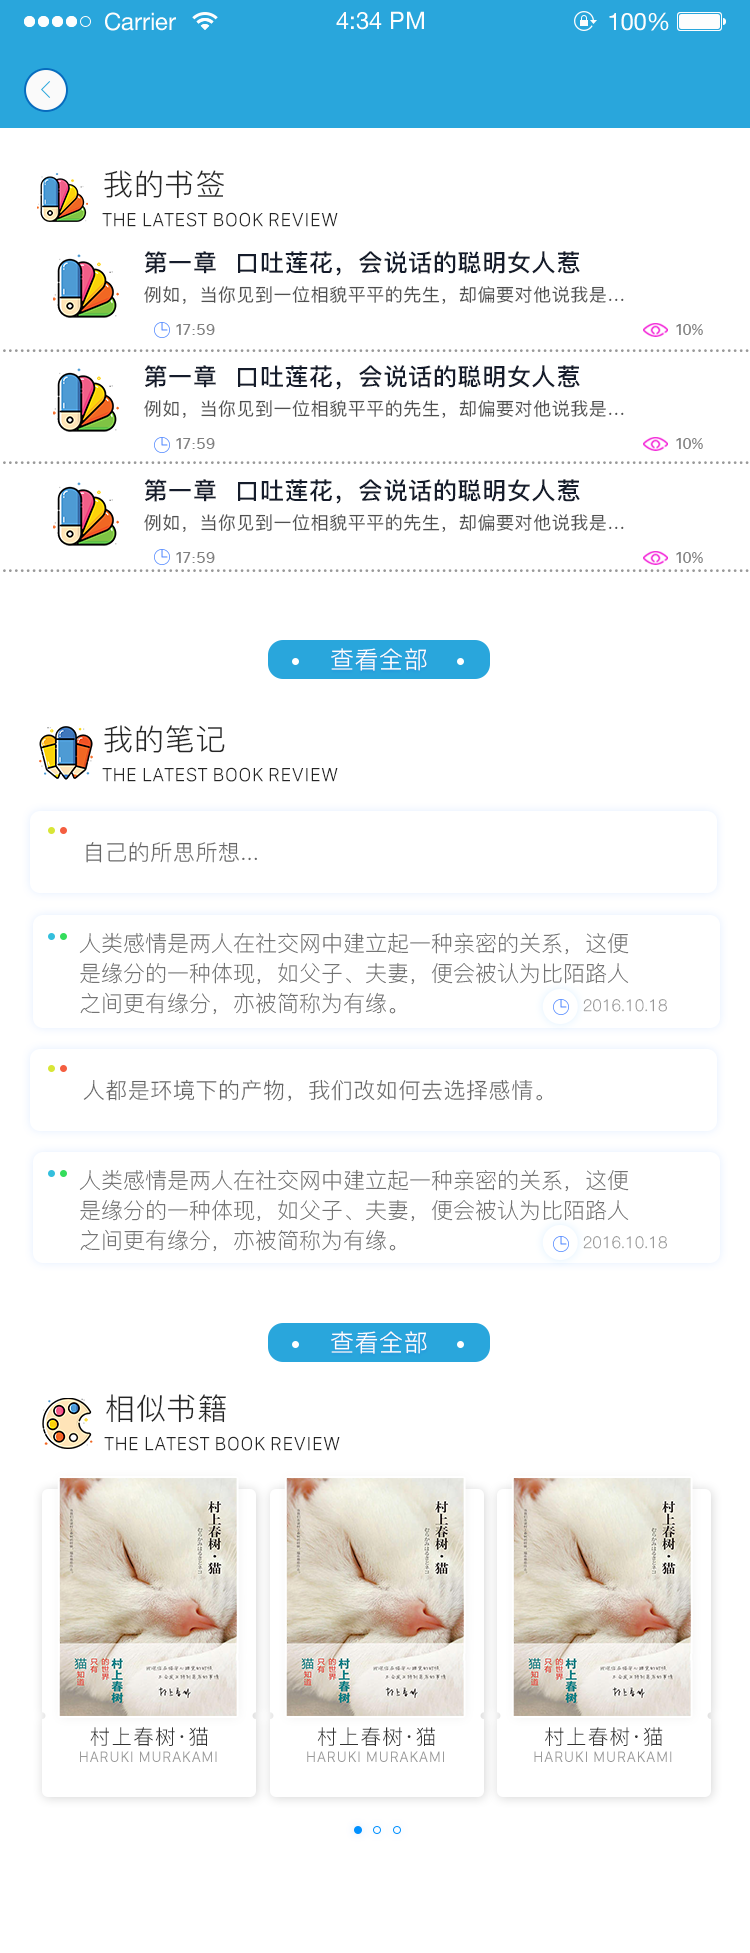 Carrier 4:34 PM 100%
我的书签
THE LATEST BOOK REVIEW
第一章 口吐莲花，会说话的聪明女人惹
例如，当你见到一位相貌平平的先生，却偏要对他说我是...
17:59 10%
第一章 口吐莲花，会说话的聪明女人惹
例如，当你见到一位相貌平平的先生，却偏要对他说我是...
17:59 10%
第一章 口吐莲花，会说话的聪明女人惹
例如，当你见到一位相貌平平的先生，却偏要对他说我是...
17:59 10%
查看全部
我的笔记
THE LATEST BOOK REVIEW
自己的所思所想...
人类感情是两人在社交网中建立起一种亲密的关系，这便
是缘分的一种体现，如父子、夫妻，便会被认为比陌路人
之间更有缘分，亦被简称为有缘。
2016.10.18
人都是环境下的产物，我们改如何去选择感情。
人类感情是两人在社交网中建立起一种亲密的关系，这便
是缘分的一种体现，如父子、夫妻，便会被认为比陌路人
之间更有缘分，亦被简称为有缘。
2016.10.18
查看全部
相似书籍
THE LATEST BOOK REVIEW
村上春树·猫
村上春树
的世界
只有
猫知道
村上春树·猫
HARUKI MURAKAMI
村上春树·猫
村上春树
的世界
只有
猫知道
村上春树·猫
HARUKI MURAKAMI
村上春树·猫
村上春树
的世界
只有
猫知道
村上春树·猫
HARUKI MURAKAMI